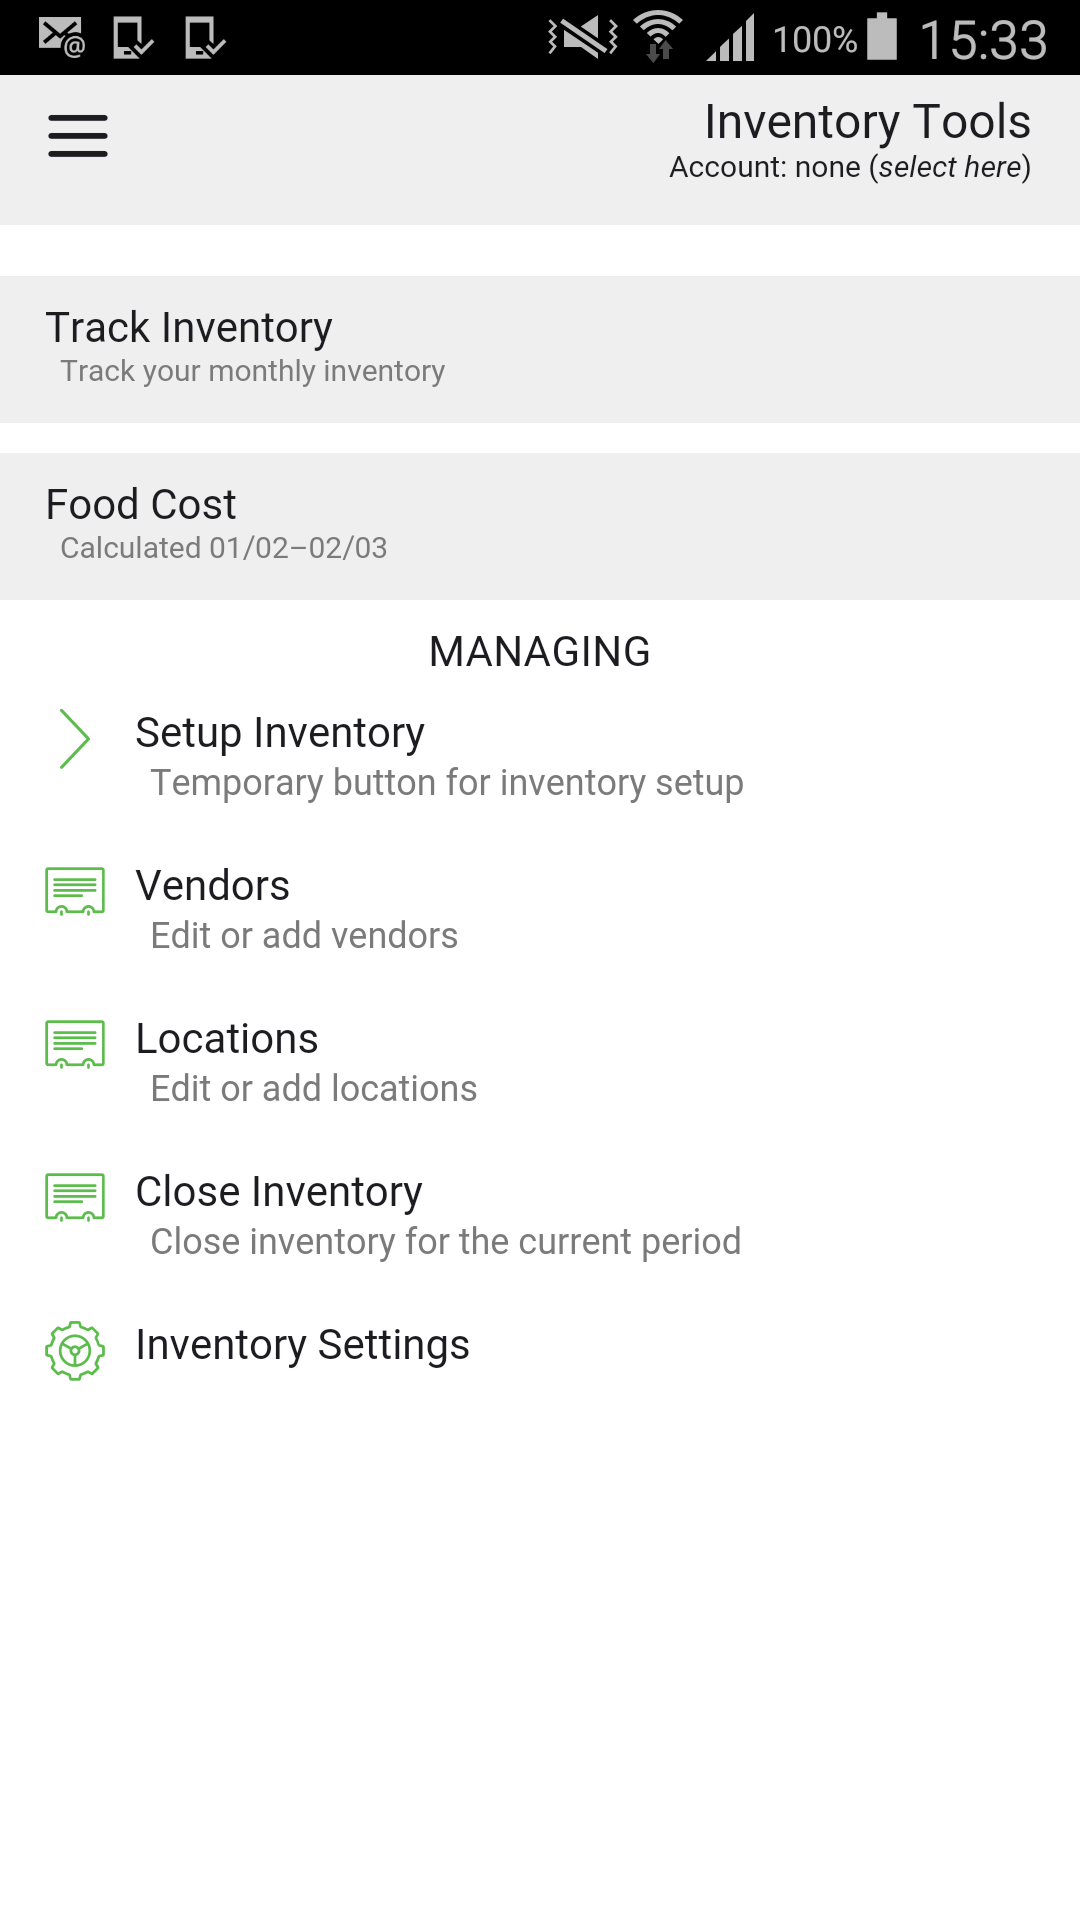 100% 15:33
Inventory Tools
Account: none (select here)
Track Inventory
Track your monthly inventory
Food Cost
Calculated 01/02–02/03
MANAGING
Setup Inventory
Temporary button for inventory setup
Vendors
Edit or add vendors
Locations
Edit or add locations
Close Inventory
Close inventory for the current period
Inventory Settings